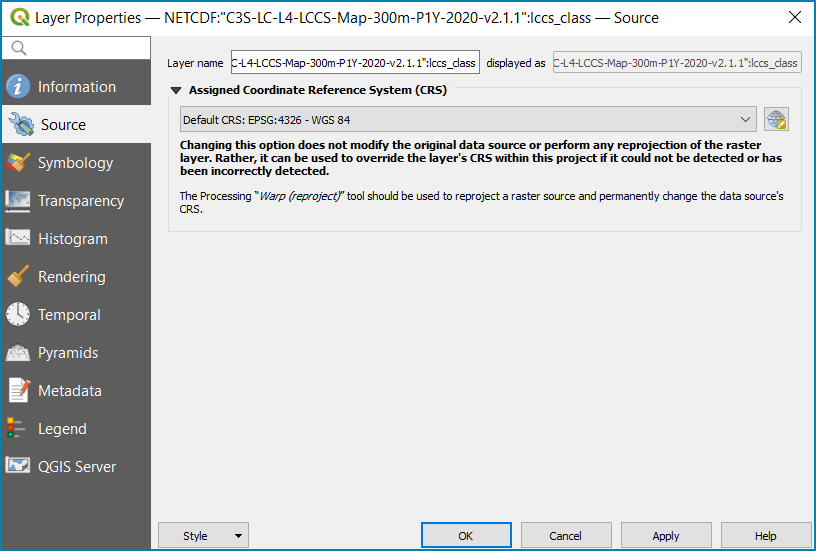 Layer Properties — NETCDF:"C3S-LC-L4-LCCS-Map-300m-P1Y-2020-v2.1.1":lccs_class — Source
Layer name C-L4-LCCS-Map-300m-P1Y-2020-v2.1.1":lccs_class displayed as C-L4-LCCS-Map-300m-P1Y-2020-v2.1.1":lccs_class
Information
Source
Symbology
Transparency
Histogram
Rendering
Temporal
Pyramids
Metadata
Legend
QGIS Server
Assigned Coordinate Reference System (CRS)
Default CRS: EPSG:4326 - WGS 84
Changing this option does not modify the original data source or perform any reprojection of the raster
layer. Rather, it can be used to override the layer's CRS within this project if it could not be detected or has
been incorrectly detected.
The Processing “Warp (reproject)” tool should be used to reproject a raster source and permanently change the data source's
CRS.
Style OK Cancel Apply Help